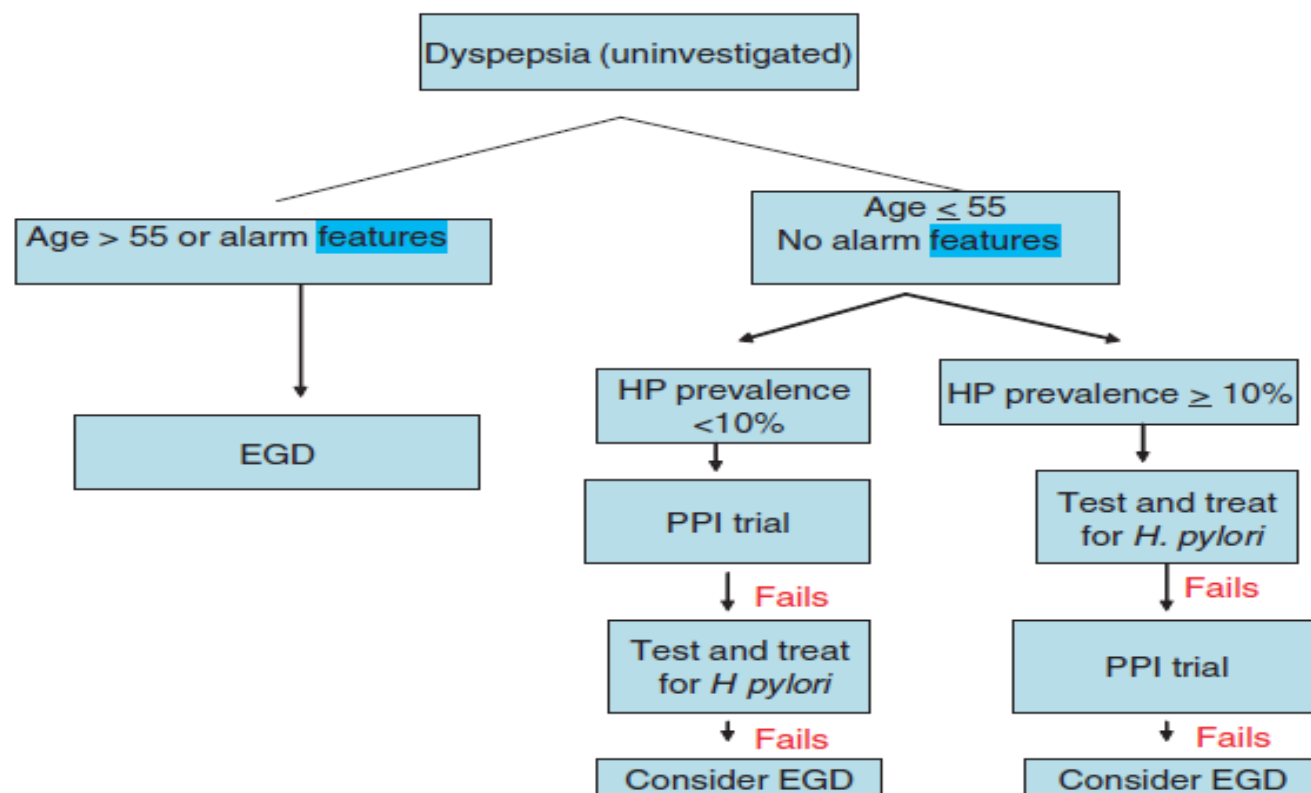 Dyspepsia (uninvestigated)
Age > 55 or alarm features
Age ≤ 55
No alarm features
EGD
HP prevalence
<10%
HP prevalence ≥ 10%
PPI trial
Test and treat
for H. pylori
Fails
Fails
Test and treat
for H pylori
PPI trial
Fails
Fails
Consider EGD
Consider EGD